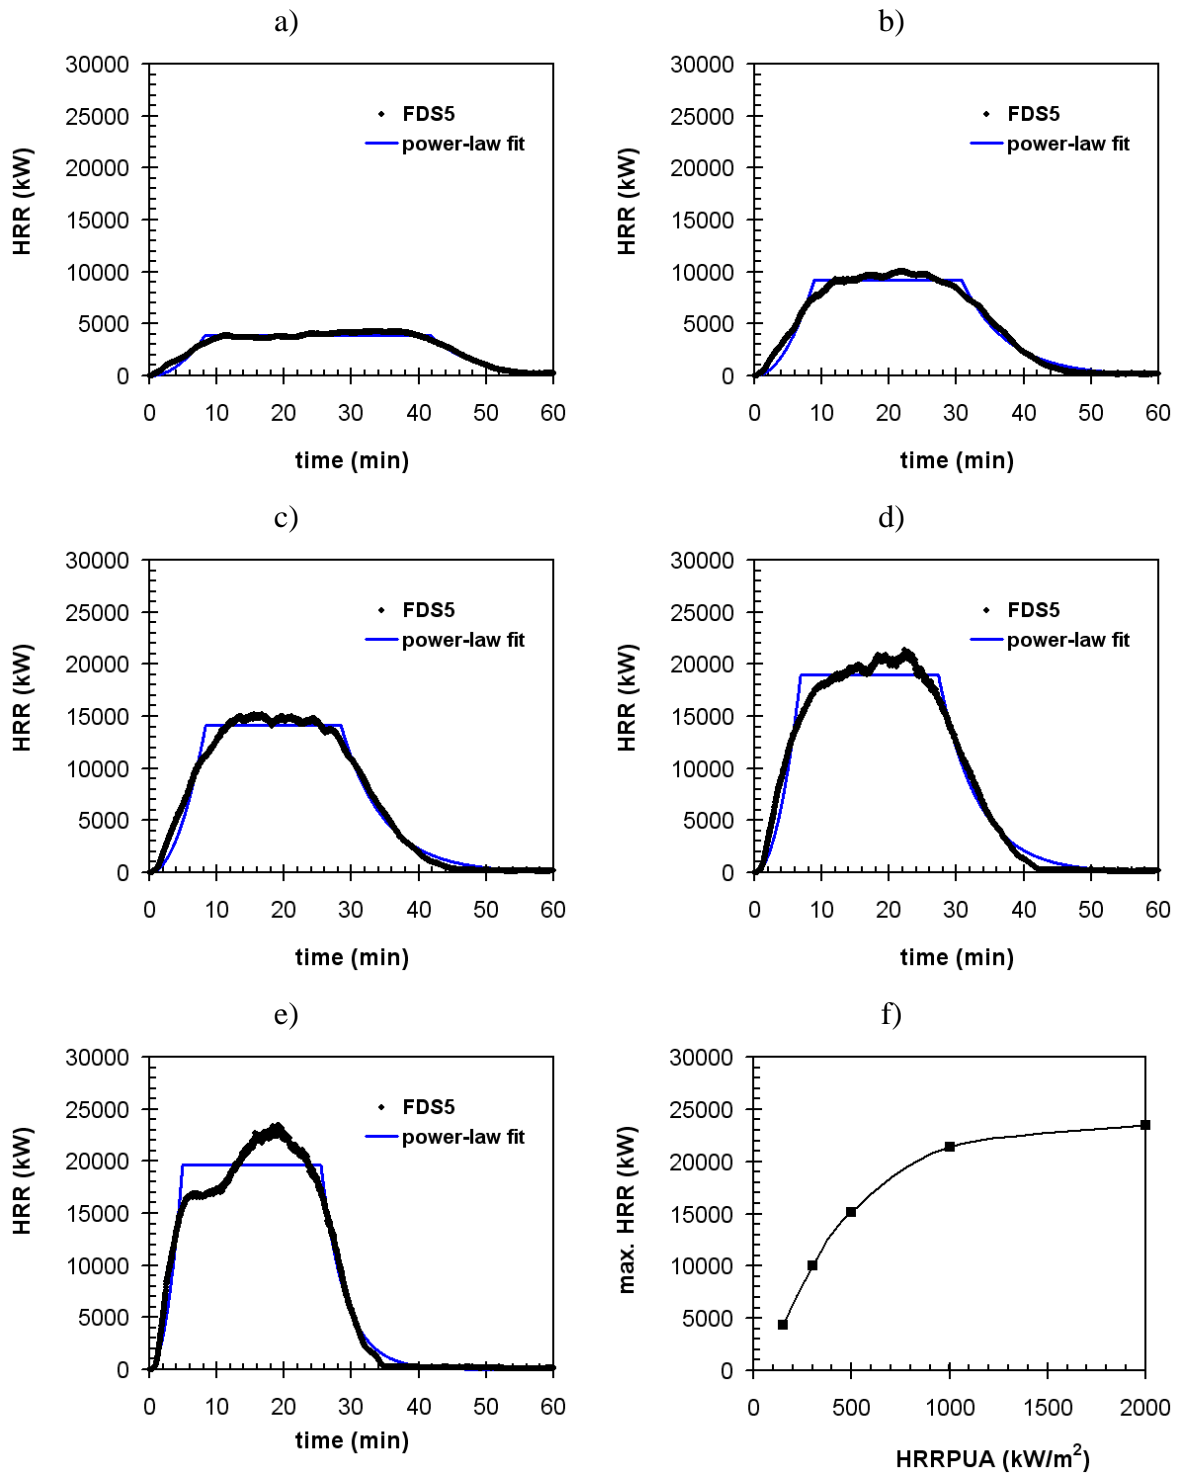 a)
30000
25000
20000
15000
10000
5000
0
HRR (kW)
FDS5
power-law fit
0 10 20 30 40 50 60
time (min)
b)
30000
25000
20000
15000
10000
5000
0
HRR (kW)
FDS5
power-law fit
0 10 20 30 40 50 60
time (min)
c)
30000
25000
20000
15000
10000
5000
0
HRR (kW)
FDS5
power-law fit
0 10 20 30 40 50 60
time (min)
d)
30000
25000
20000
15000
10000
5000
0
HRR (kW)
FDS5
power-law fit
0 10 20 30 40 50 60
time (min)
e)
30000
25000
20000
15000
10000
5000
0
HRR (kW)
FDS5
power-law fit
0 10 20 30 40 50 60
time (min)
f)
30000
25000
20000
15000
10000
5000
0
max. HRR (kW)
0 500 1000 1500 2000
HRRPUA (kW/m²)